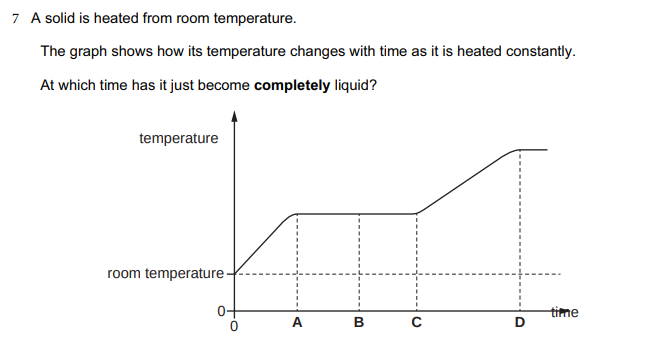 7 A solid is heated from room temperature.
The graph shows how its temperature changes with time as it is heated constantly.
At which time has it just become completely liquid?
temperature
room temperature
0
0
A B C D
time